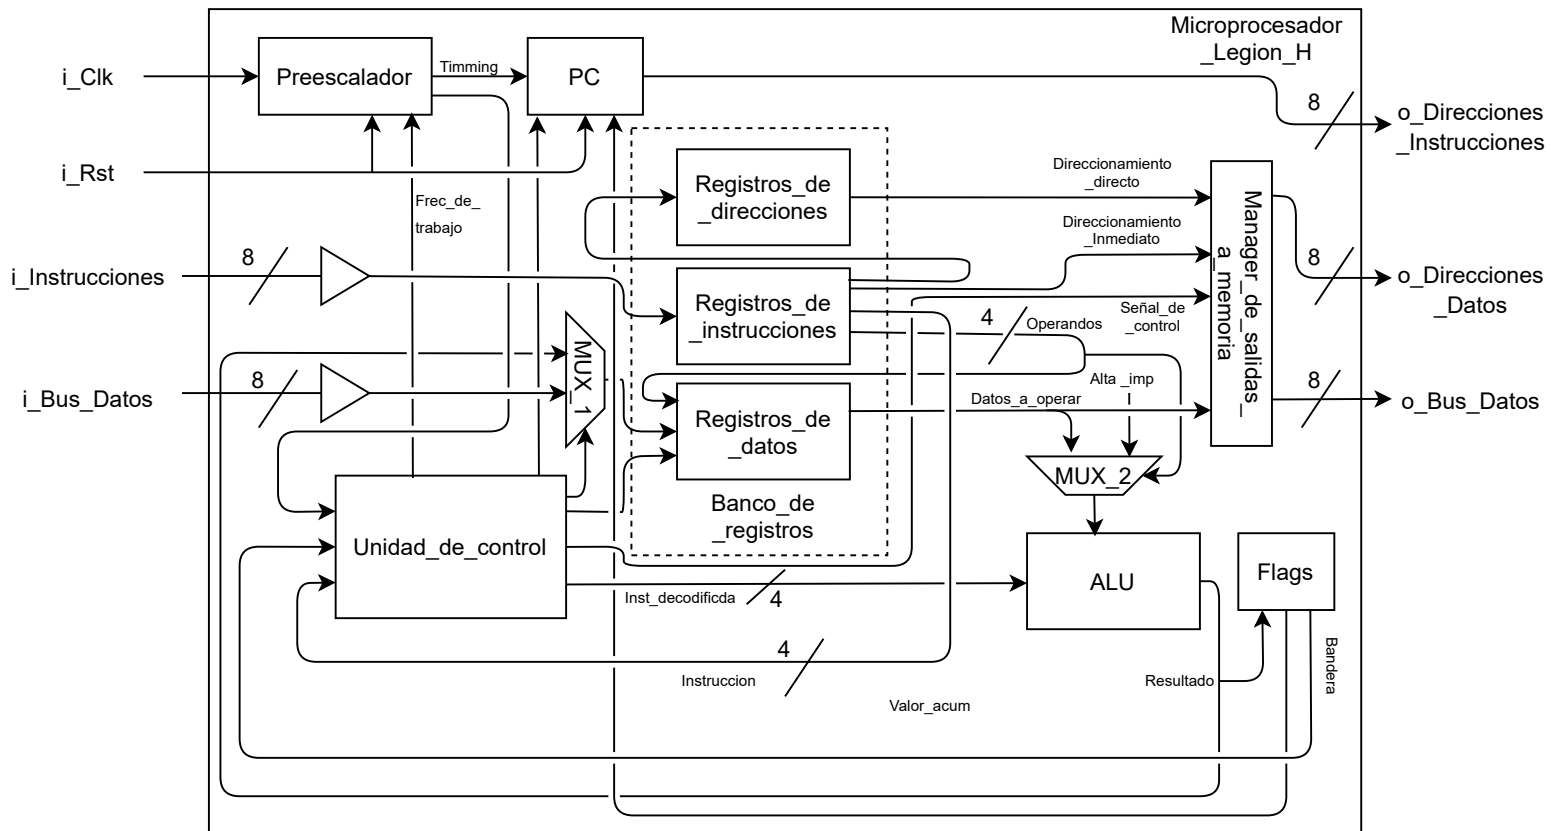 Microprocesador
_Legion_H
i_Clk
Preescalador
Timming
PC
8
o_Direcciones
_Instrucciones
i_Rst
Frec_de_
trabajo
Registros_de
_direcciones
Direccionamiento
_directo
Direccionamiento
_Inmediato
Manager_de_salidas_
a_memoria
i_Instrucciones
8
Registros_de
_instrucciones
4
Operandos
Señal_de
_control
8
o_Direcciones
_Datos
i_Bus_Datos
8
MUX_1
Registros_de
_datos
Datos_a_operar
Alta _imp
8
o_Bus_Datos
MUX_2
Banco_de
_registros
Unidad_de_control
Inst_decodificda
4
ALU
Flags
4
Instruccion
Resultado
Bandera
Valor_acum